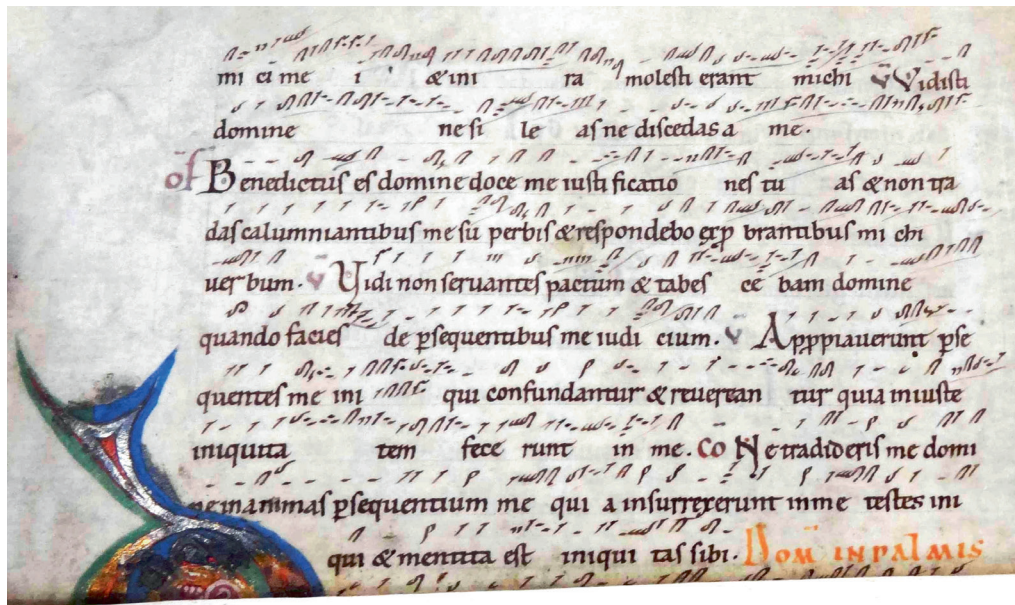 mi ci me i & ini ra molesti erant michi V Vidisti
domine ne si le as ne discedas a me.
of Benedictus es domine doce me iusti ficatio nes tu as & non tra
das calumniantibus me su perbis & respondebo exp brantibus mi chi
uer bum. V Vidi non seruantes pactum & tabes ce bam domine
quando facies de psequentibus me iudi cium. V Appropiauerunt pse
quentes me ini qui confundantur & reuerean tur quia iniuste
iniquita tem fece runt in me. CO Ne tradideris me domi
ne in animas psequentium me qui a insurrexerunt in me testes ini
qui & mentita est iniqui tas sibi. Dom in palmis